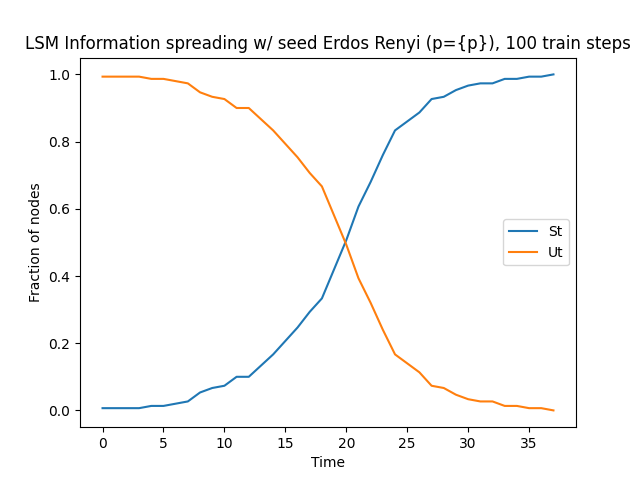 LSM Information spreading w/ seed Erdos Renyi (p={p}), 100 train steps
1.0
0.8
0.6
0.4
0.2
0.0
Fraction of nodes
St
Ut
0 5 10 15 20 25 30 35
Time